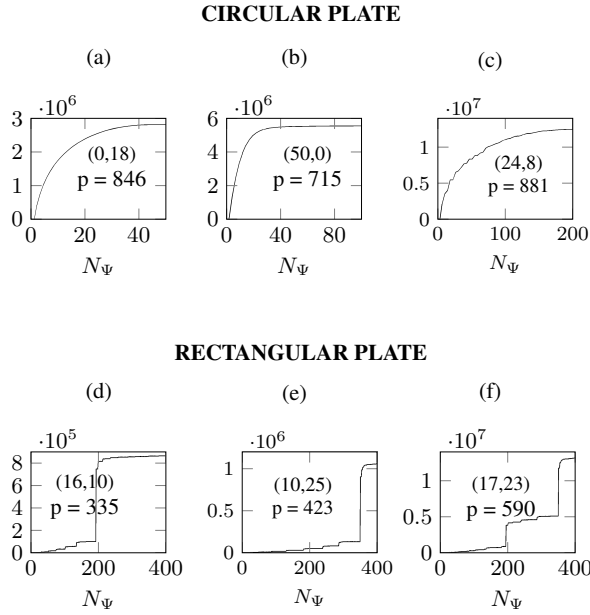 CIRCULAR PLATE
(a) (b) (c)
·10^6 ·10^6 ·10^7
3 2 1 0
(0,18)
p = 846
0 20 40
N_Ψ
6 4 2 0
(50,0)
p = 715
0 40 80
N_Ψ
1 0.5 0
(24,8)
p = 881
0 100 200
N_Ψ
RECTANGULAR PLATE
(d) (e) (f)
·10^5 ·10^6 ·10^7
8 6 4 2 0
(16,10)
p = 335
0 200 400
N_Ψ
1 0.5 0
(10,25)
p = 423
0 200 400
N_Ψ
1 0.5 0
(17,23)
p = 590
0 200 400
N_Ψ